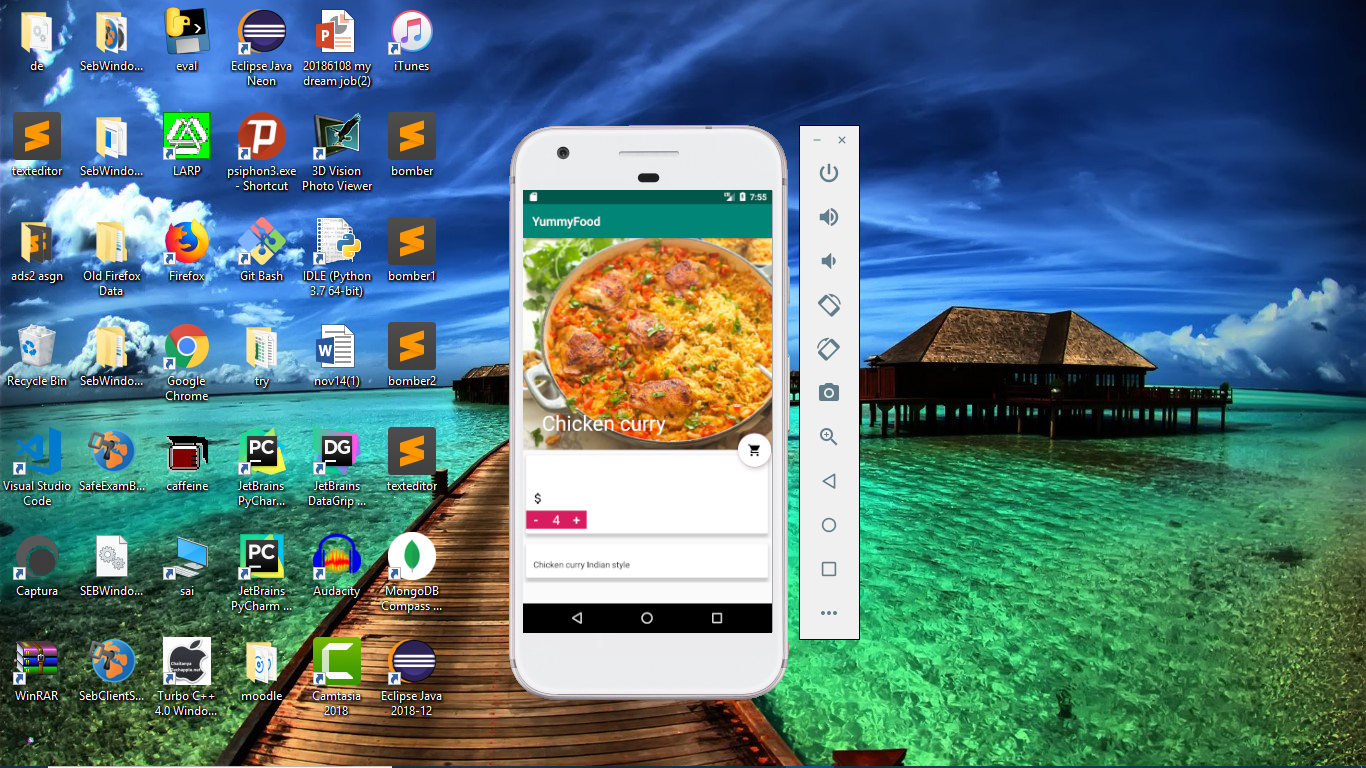 de
SebWindo...
eval
Eclipse Java
Neon
20186108 my
dream job(2)
iTunes
texteditor
SebWindo...
LARP
psiphon3.exe
- Shortcut
3D Vision
Photo Viewer
bomber
ads2 asgn
Old Firefox
Data
Firefox
Git Bash
IDLE (Python
3.7 64-bit)
bomber1
Recycle Bin
SebWindo...
Google
Chrome
try
nov14(1)
bomber2
Visual Studio
Code
SafeExamB...
caffeine
JetBrains
PyChar...
JetBrains
DataGrip ...
texteditor
Captura
SEBWindo...
sai
JetBrains
PyCharm ...
Audacity
MongoDB
Compass ...
WinRAR
SebClientS...
Turbo C++
4.0 Windo...
moodle
Camtasia
2018
Eclipse Java
2018-12
7:55
YummyFood
Chicken curry
$
- 4 +
Chicken curry Indian style